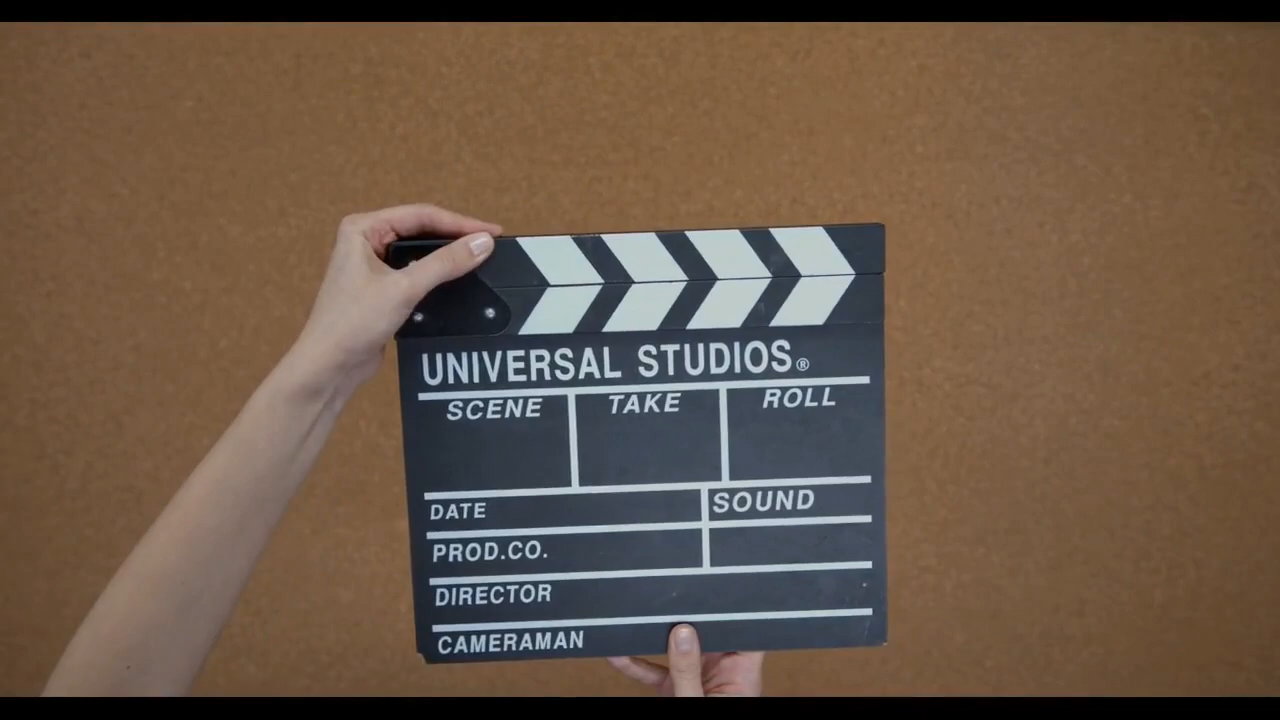 UNIVERSAL STUDIOS®
SCENE TAKE ROLL
DATE SOUND
PROD.CO.
DIRECTOR
CAMERAMAN